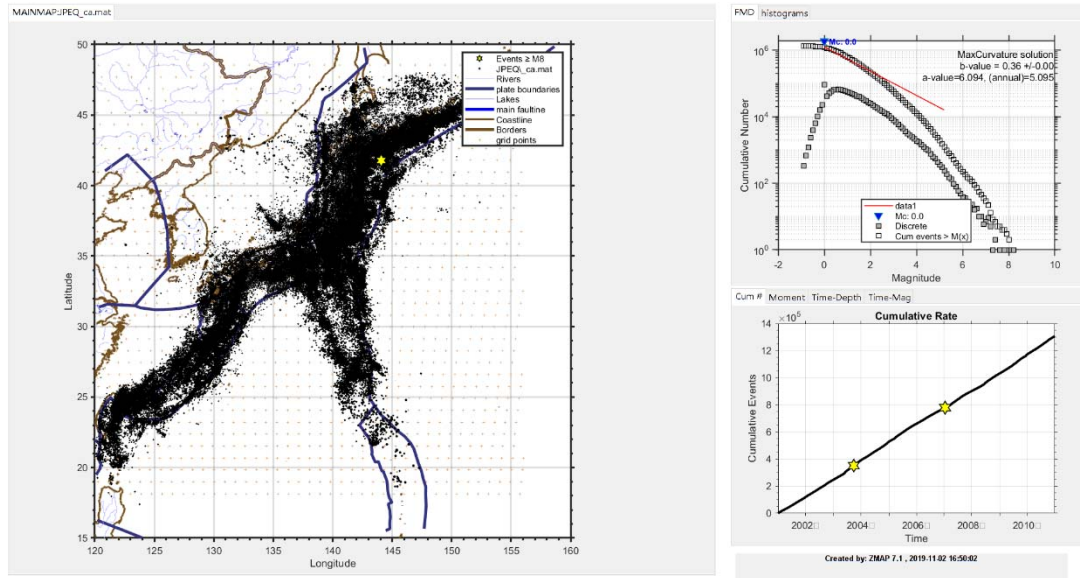 MAINMAP:JPEQ_ca.mat
50
45
40
35
30
25
20
15
Latitude
120 125 130 135 140 145 150 155 160
Longitude
Events ≥ M8
JPEQ\_ca.mat
Rivers
plate boundaries
Lakes
main faultine
Coastline
Borders
grid points
FMD histograms
Mc: 0.0
MaxCurvature solution
b-value = 0.36 +/-0.00
a-value=6.094, (annual)=5.095
10⁶
10⁴
10²
10⁰
Cumulative Number
data1
Mc: 0.0
Discrete
Cum events > M(x)
-2 0 2 4 6 8 10
Magnitude
Cum # Moment Time-Depth Time-Mag
Cumulative Rate
×10⁵
14
12
10
8
6
4
2
0
Cumulative Events
2002□ 2004□ 2006□ 2008□ 2010□
Time
Created by: ZMAP 7.1 , 2019-11-02 16:50:02